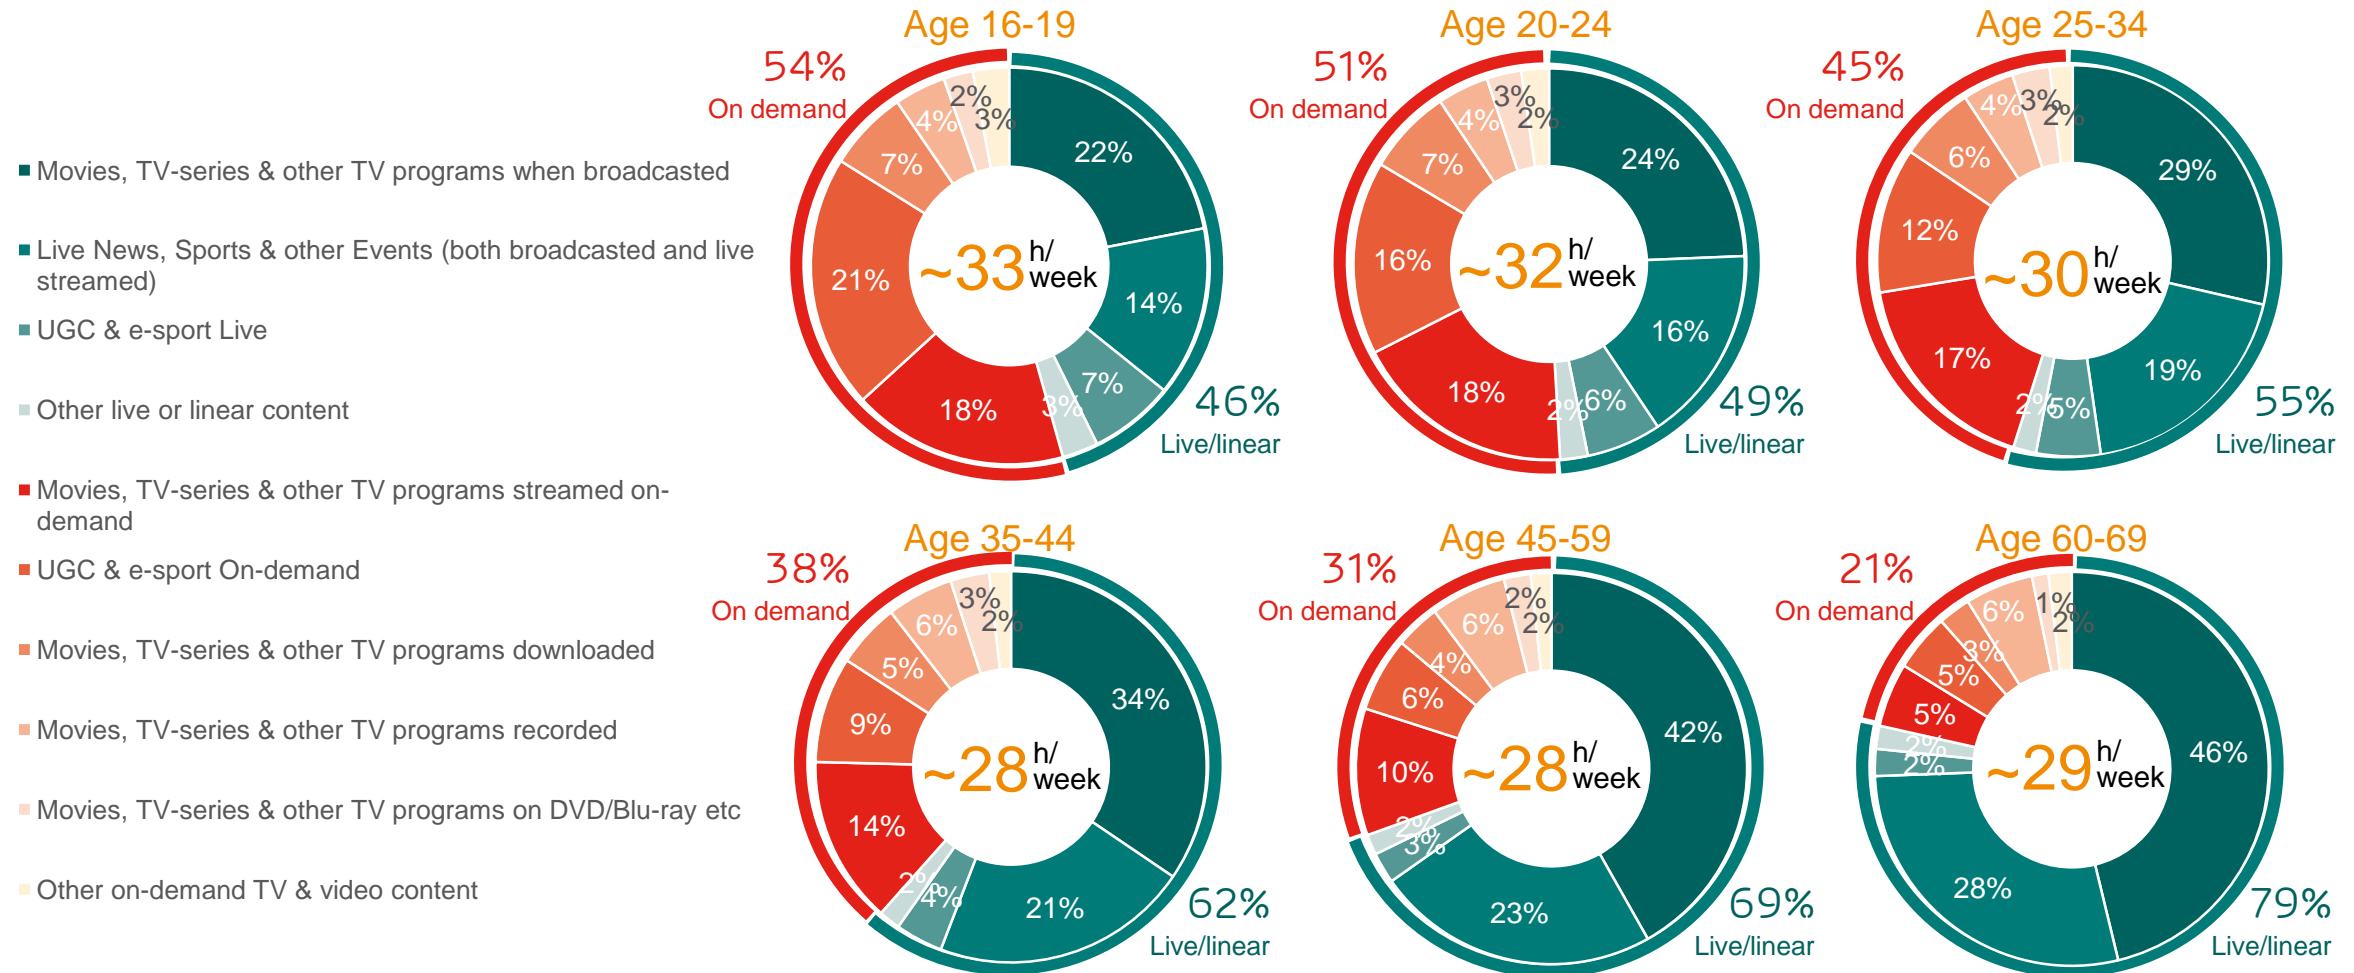 Movies, TV-series & other TV programs when broadcasted
Live News, Sports & other Events (both broadcasted and live
streamed)
UGC & e-sport Live
Other live or linear content
Movies, TV-series & other TV programs streamed on-
demand
UGC & e-sport On-demand
Movies, TV-series & other TV programs downloaded
Movies, TV-series & other TV programs recorded
Movies, TV-series & other TV programs on DVD/Blu-ray etc
Other on-demand TV & video content
Age 16-19
54%
On demand
22%
14%
7%
3%
18%
21%
7%
4%
2%
3%
~33 h/
week
46%
Live/linear
Age 20-24
51%
On demand
24%
16%
6%
2%
18%
16%
7%
4%
3%
2%
~32 h/
week
49%
Live/linear
Age 25-34
45%
On demand
29%
19%
5%
2%
17%
12%
6%
4%
3%
2%
~30 h/
week
55%
Live/linear
Age 35-44
38%
On demand
34%
21%
4%
2%
14%
9%
5%
6%
3%
2%
~28 h/
week
62%
Live/linear
Age 45-59
31%
On demand
42%
23%
3%
2%
10%
6%
4%
6%
2%
2%
~28 h/
week
69%
Live/linear
Age 60-69
21%
On demand
46%
28%
2%
2%
5%
5%
3%
6%
1%
2%
~29 h/
week
79%
Live/linear